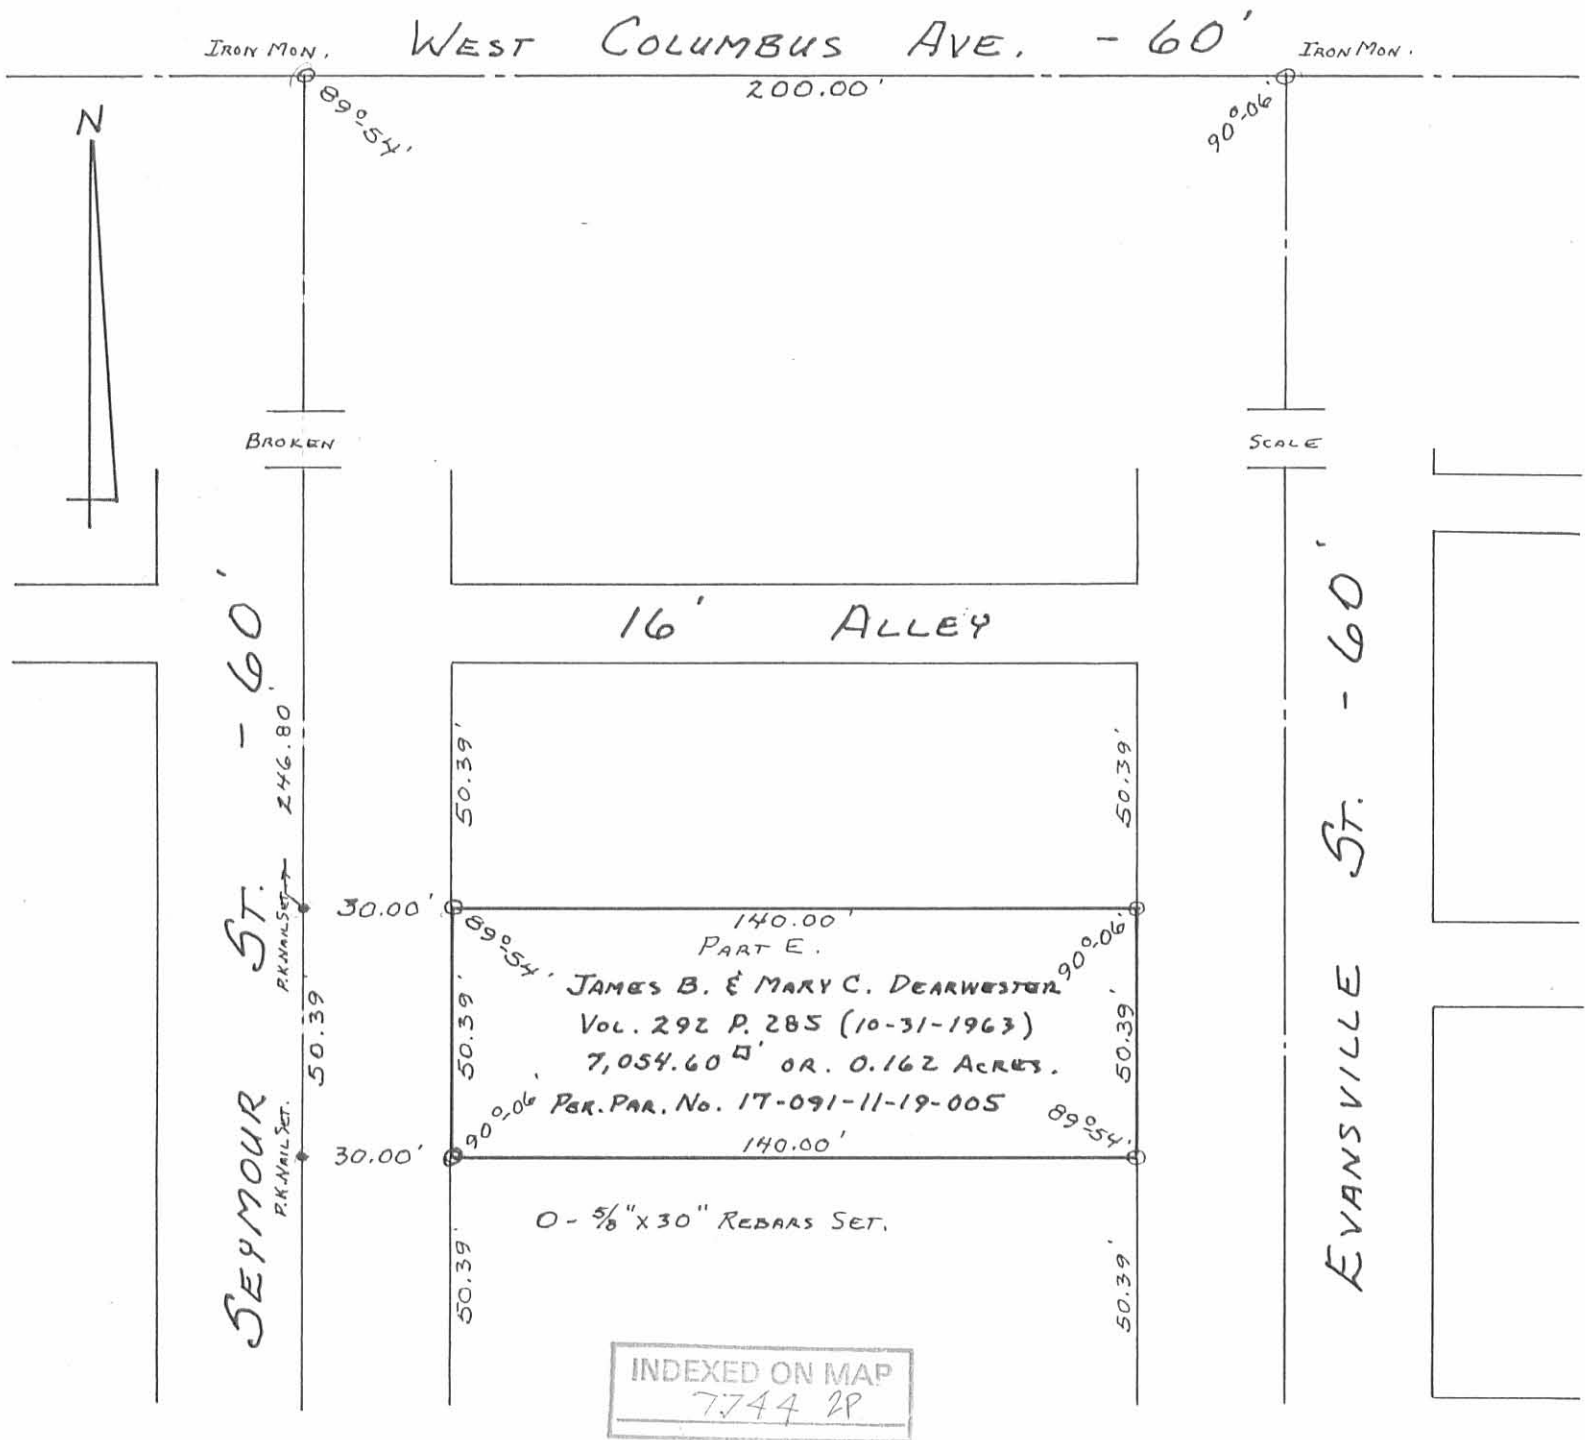 IRON MON.
WEST COLUMBUS AVE. - 60'
IRON MON.
200.00'
89°-54'
90°-06'
N
BROKEN
SCALE
16' ALLEY
SEYMOUR ST. - 60'
246.80'
P.K. NAIL SET
50.39'
P.K. NAIL SET.
EVANSVILLE ST. - 60'
50.39'
50.39'
30.00'
140.00'
89°-54'
90°-06'
PART E.
JAMES B. & MARY C. DEARWESTER
VOL. 292 P. 285 (10-31-1963)
7,054.60 □' OR. 0.162 ACRES.
PER. PAR. NO. 17-091-11-19-005
50.39'
50.39'
90°-06'
89°-54'
30.00'
140.00'
O - 5/8" X 30" REBARS SET.
50.39'
50.39'
INDEXED ON MAP
7744 2P